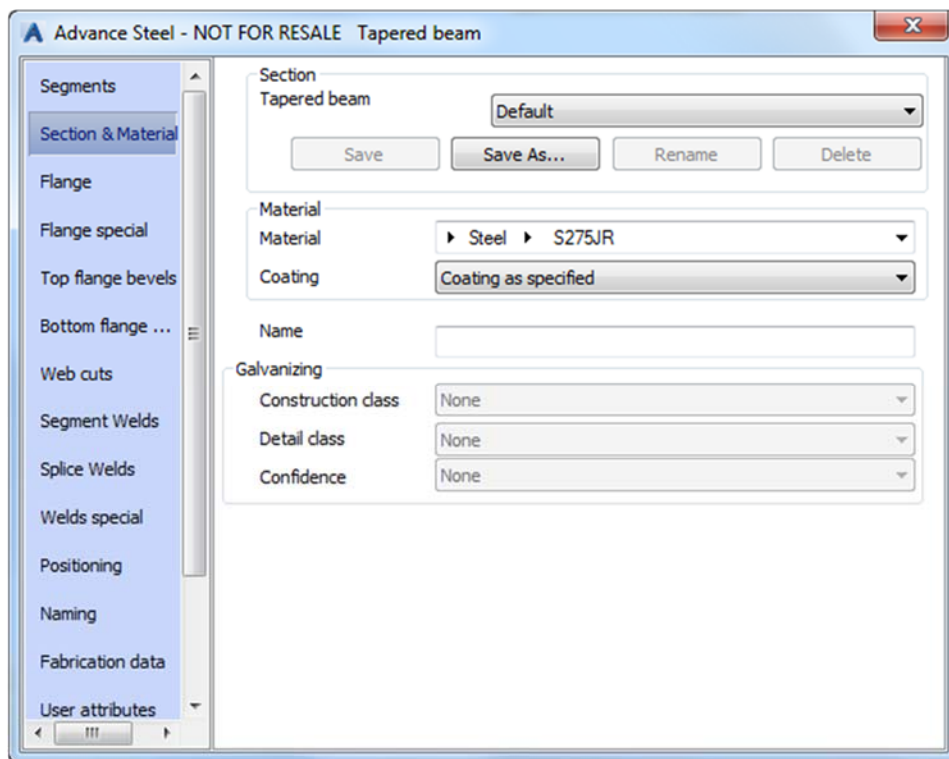 Advance Steel - NOT FOR RESALE Tapered beam
Segments
Section & Material
Flange
Flange special
Top flange bevels
Bottom flange ...
Web cuts
Segment Welds
Splice Welds
Welds special
Positioning
Naming
Fabrication data
User attributes
Section
Tapered beam Default
Save Save As... Rename Delete
Material
Material Steel S275JR
Coating Coating as specified
Name
Galvanizing
Construction class None
Detail class None
Confidence None